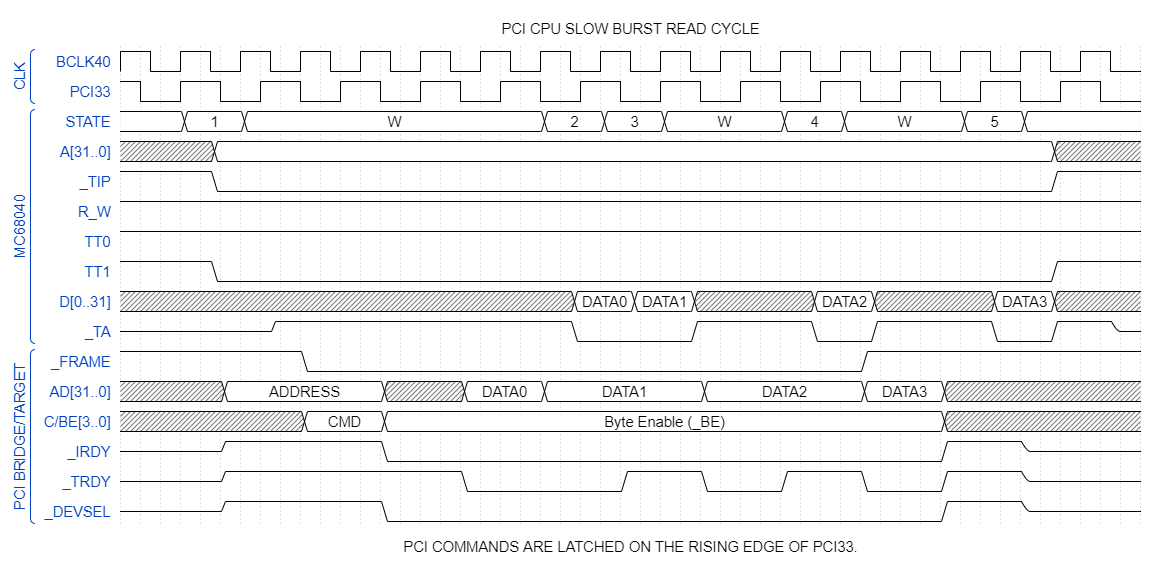 PCI CPU SLOW BURST READ CYCLE
CLK
BCLK40
PCI33
MC68040
STATE 1 W 2 3 W 4 W 5
A[31..0]
_TIP
R_W
TT0
TT1
D[0..31] DATA0 DATA1 DATA2 DATA3
_TA
PCI BRIDGE/TARGET
_FRAME
AD[31..0] ADDRESS DATA0 DATA1 DATA2 DATA3
C/BE[3..0] CMD Byte Enable (_BE)
_IRDY
_TRDY
_DEVSEL
PCI COMMANDS ARE LATCHED ON THE RISING EDGE OF PCI33.